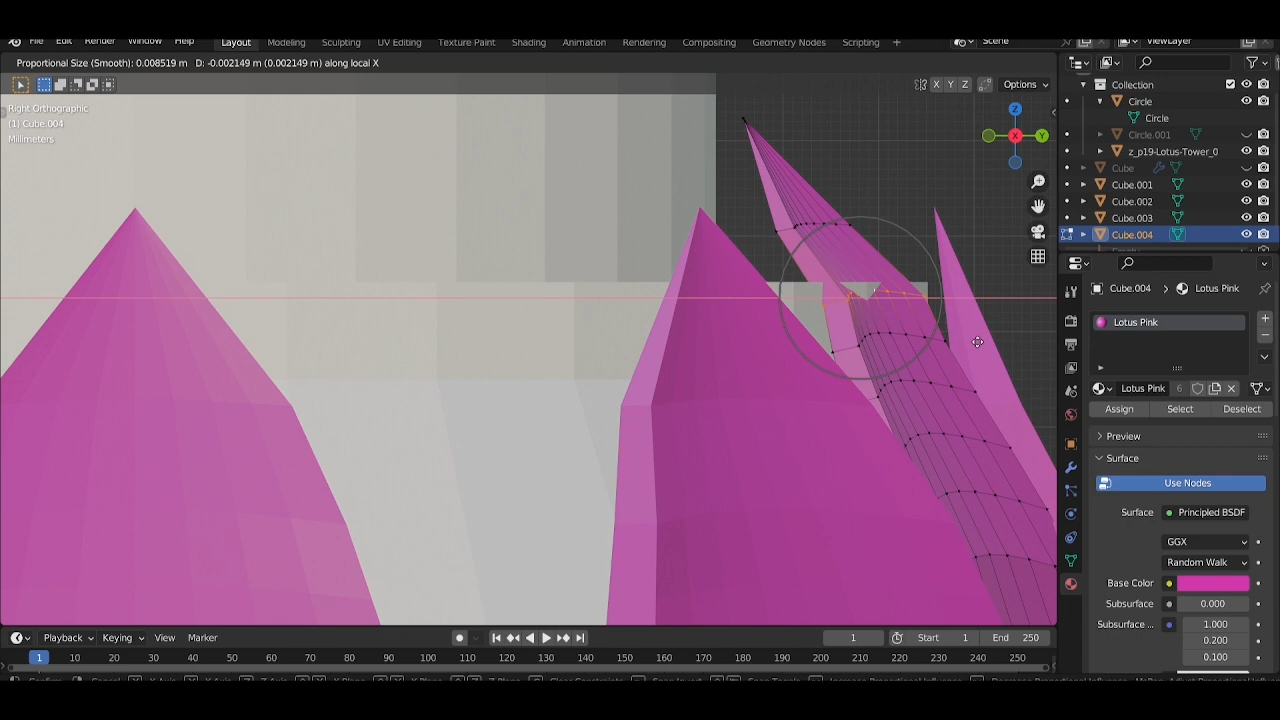 File Edit Render Window Help Layout Modeling Sculpting UV Editing Texture Paint Shading Animation Rendering Compositing Geometry Nodes Scripting + Scene ViewLayer
Proportional Size (Smooth): 0.008519 m D: -0.002149 m (0.002149 m) along local X
X Y Z Options
Right Orthographic
(1) Cube.004
Millimeters
Z
Y
X
Collection
Circle
Circle
Circle.001
z_p19-Lotus-Tower_0
Cube
Cube.001
Cube.002
Cube.003
Cube.004
Cube.004 > Lotus Pink
Lotus Pink
Lotus Pink 6
Assign Select Deselect
Preview
Surface
Use Nodes
Surface Principled BSDF
GGX
Random Walk
Base Color
Subsurface 0.000
Subsurface ... 1.000
0.200
0.100
Playback Keying View Marker 1 Start 1 End 250
1 10 20 30 40 50 60 70 80 90 100 110 120 130 140 150 160 170 180 190 200 210 220 230 240 250